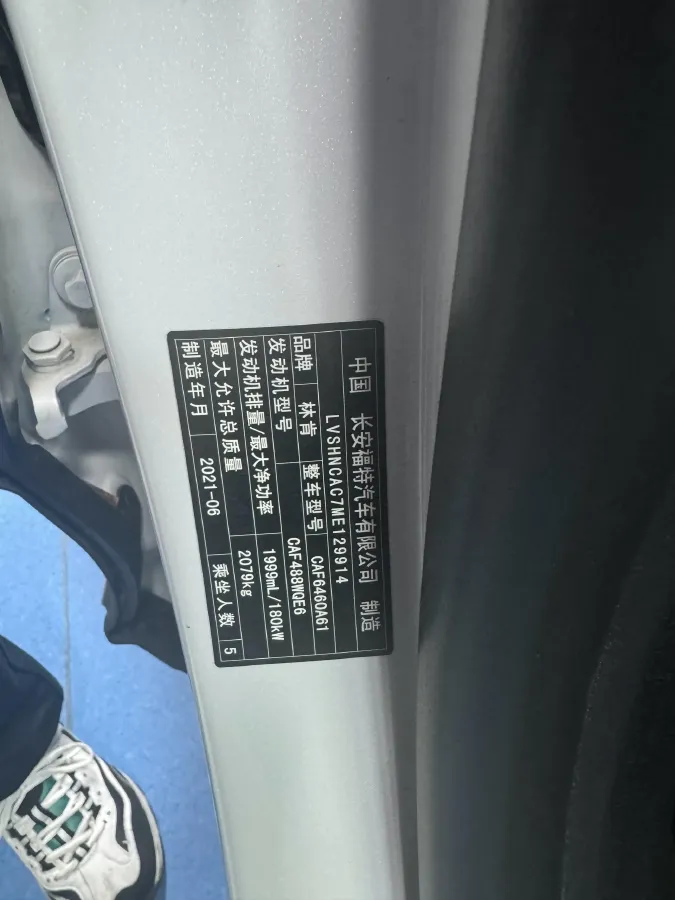 中国 长安福特汽车有限公司 制造
LVSHNCAC7ME129914
品牌 林肯 整车型号 CAF6460A61
发动机型号 CAF488WQE6
发动机排量/最大净功率 1999mL/180kW
最大允许总质量 2079kg
制造年月 2021-06 乘坐人数 5